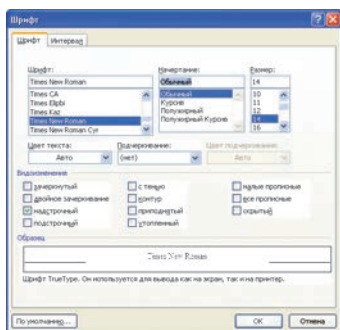 Шрифт
Шрифт Интервал
Шрифт: Начертание: Размер:
Times New Roman Обычный 14
Times CA Обычный 10
Times Elipbi Курсив 11
Times Kaz Полужирный 12
Times New Roman Полужирный Курсив 14
Times New Roman Cyr 16
Цвет текста: Подчеркивание: Цвет подчеркивания:
Авто (нет) Авто
Видоизменение
зачеркнутый с тенью малые прописные
двойное зачеркивание контур все прописные
надстрочный приподнятый скрытый
подстрочный утопленный
Образец
Times New Roman
Шрифт TrueType. Он используется для вывода как на экран, так и на принтер.
По умолчанию... ОК Отмена